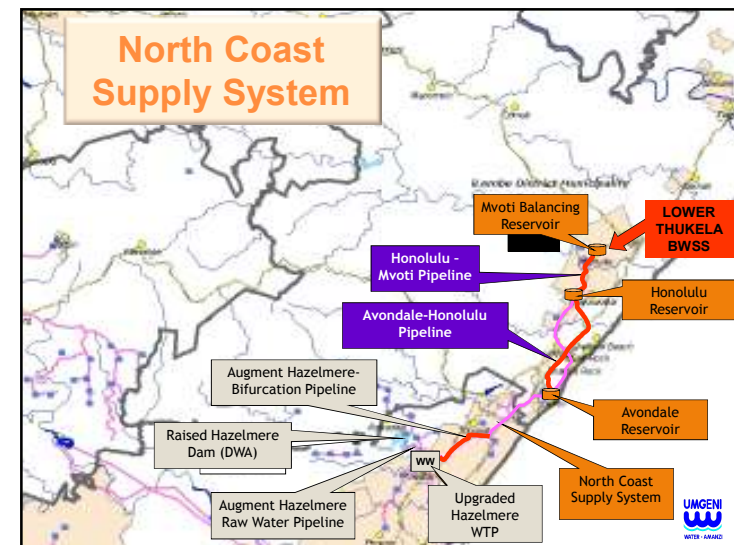 North Coast
Supply System
Mvoti Balancing
Reservoir
LOWER
THUKELA
BWSS
Honolulu -
Mvoti Pipeline
Honolulu
Reservoir
Avondale-Honolulu
Pipeline
Augment Hazelmere-
Bifurcation Pipeline
Avondale
Reservoir
Raised Hazelmere
Dam (DWA)
WW
North Coast
Supply System
Augment Hazelmere
Raw Water Pipeline
Upgraded
Hazelmere
WTP
UMGENI
WATER - AMANZI
District Municipality